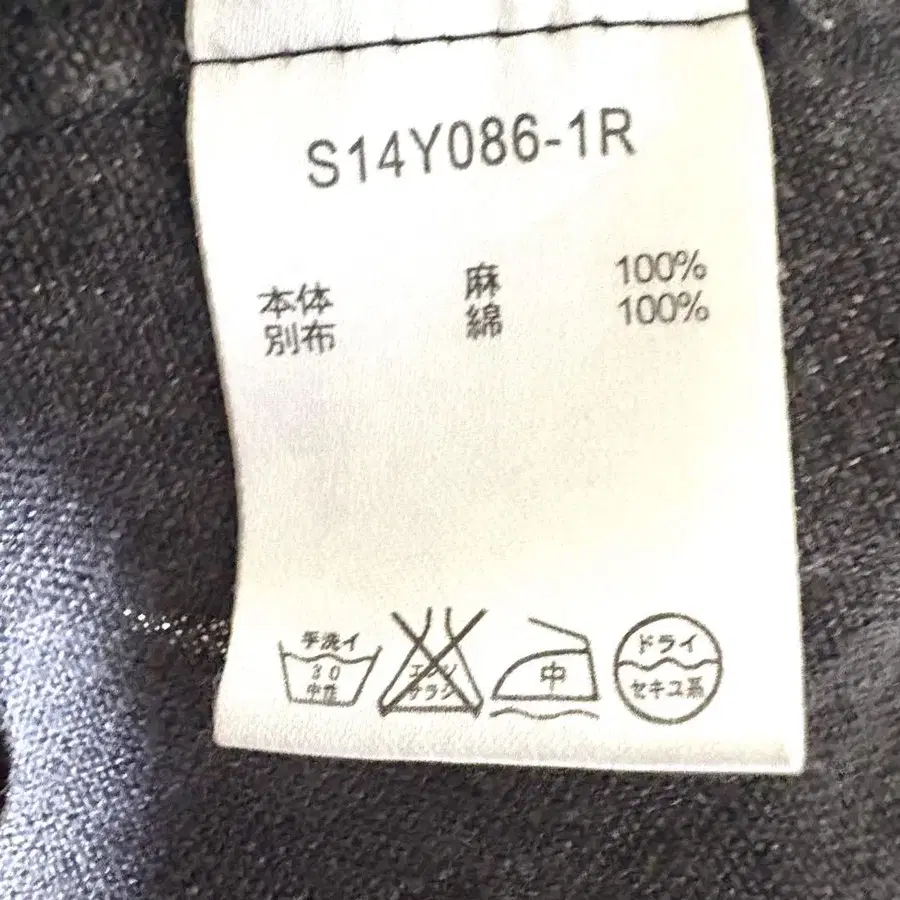 S14Y086-1R
本体 麻 100%
別布 綿 100%
手洗イ
30
中性
エンソ
サラシ
中
ドライ
セキユ系